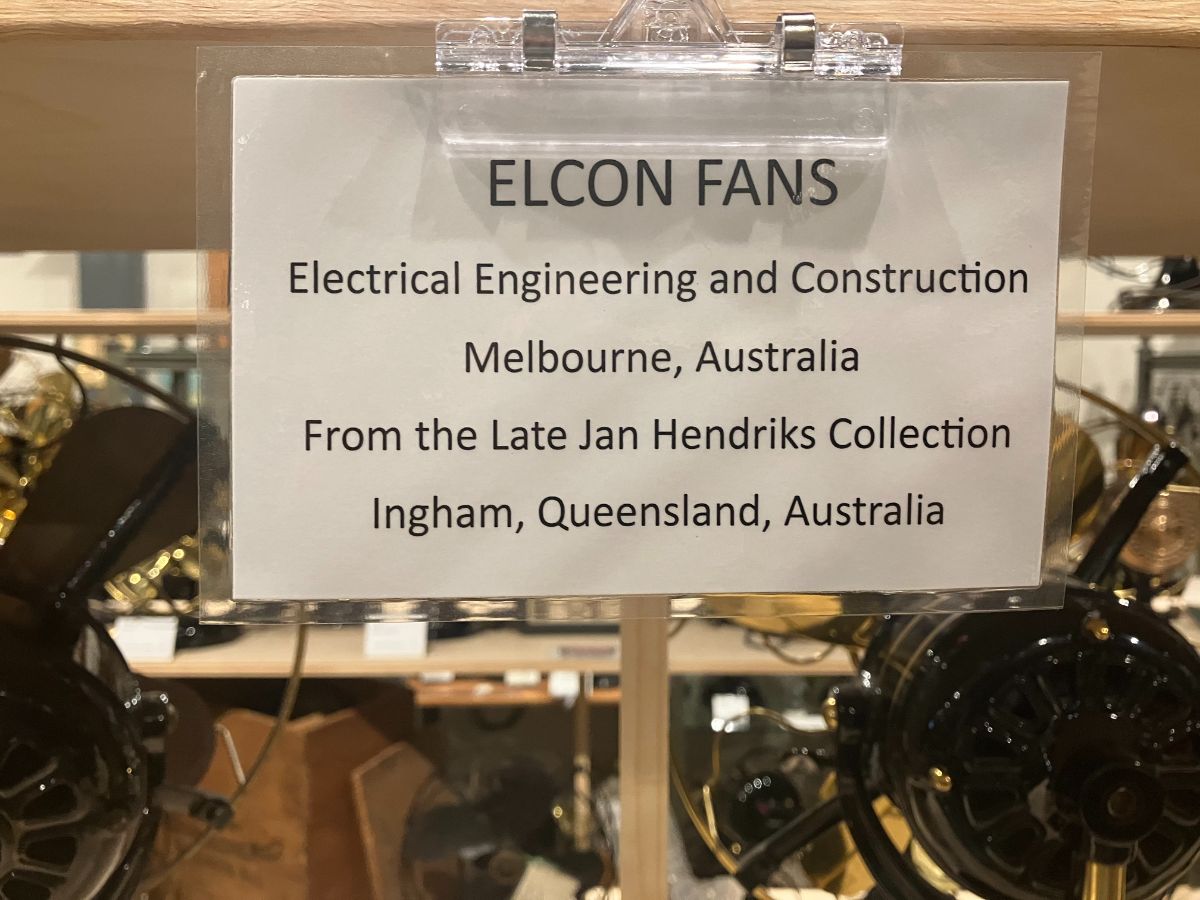 ELCON FANS
Electrical Engineering and Construction
Melbourne, Australia
From the Late Jan Hendriks Collection
Ingham, Queensland, Australia